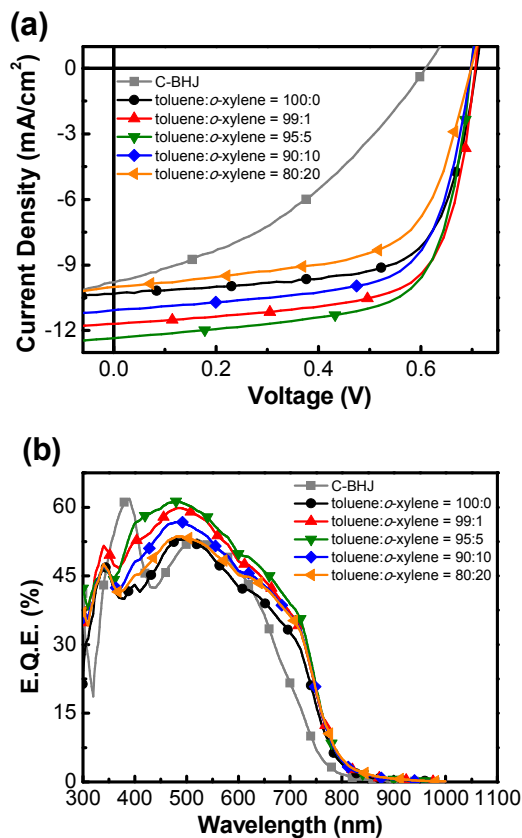 (a)
C-BHJ
toluene:o-xylene = 100:0
toluene:o-xylene = 99:1
toluene:o-xylene = 95:5
toluene:o-xylene = 90:10
toluene:o-xylene = 80:20
0
-3
-6
-9
-12
Current Density (mA/cm²)
0.0 0.2 0.4 0.6
Voltage (V)
(b)
C-BHJ
toluene:o-xylene = 100:0
toluene:o-xylene = 99:1
toluene:o-xylene = 95:5
toluene:o-xylene = 90:10
toluene:o-xylene = 80:20
60
45
30
15
0
E.Q.E. (%)
300 400 500 600 700 800 900 1000 1100
Wavelength (nm)